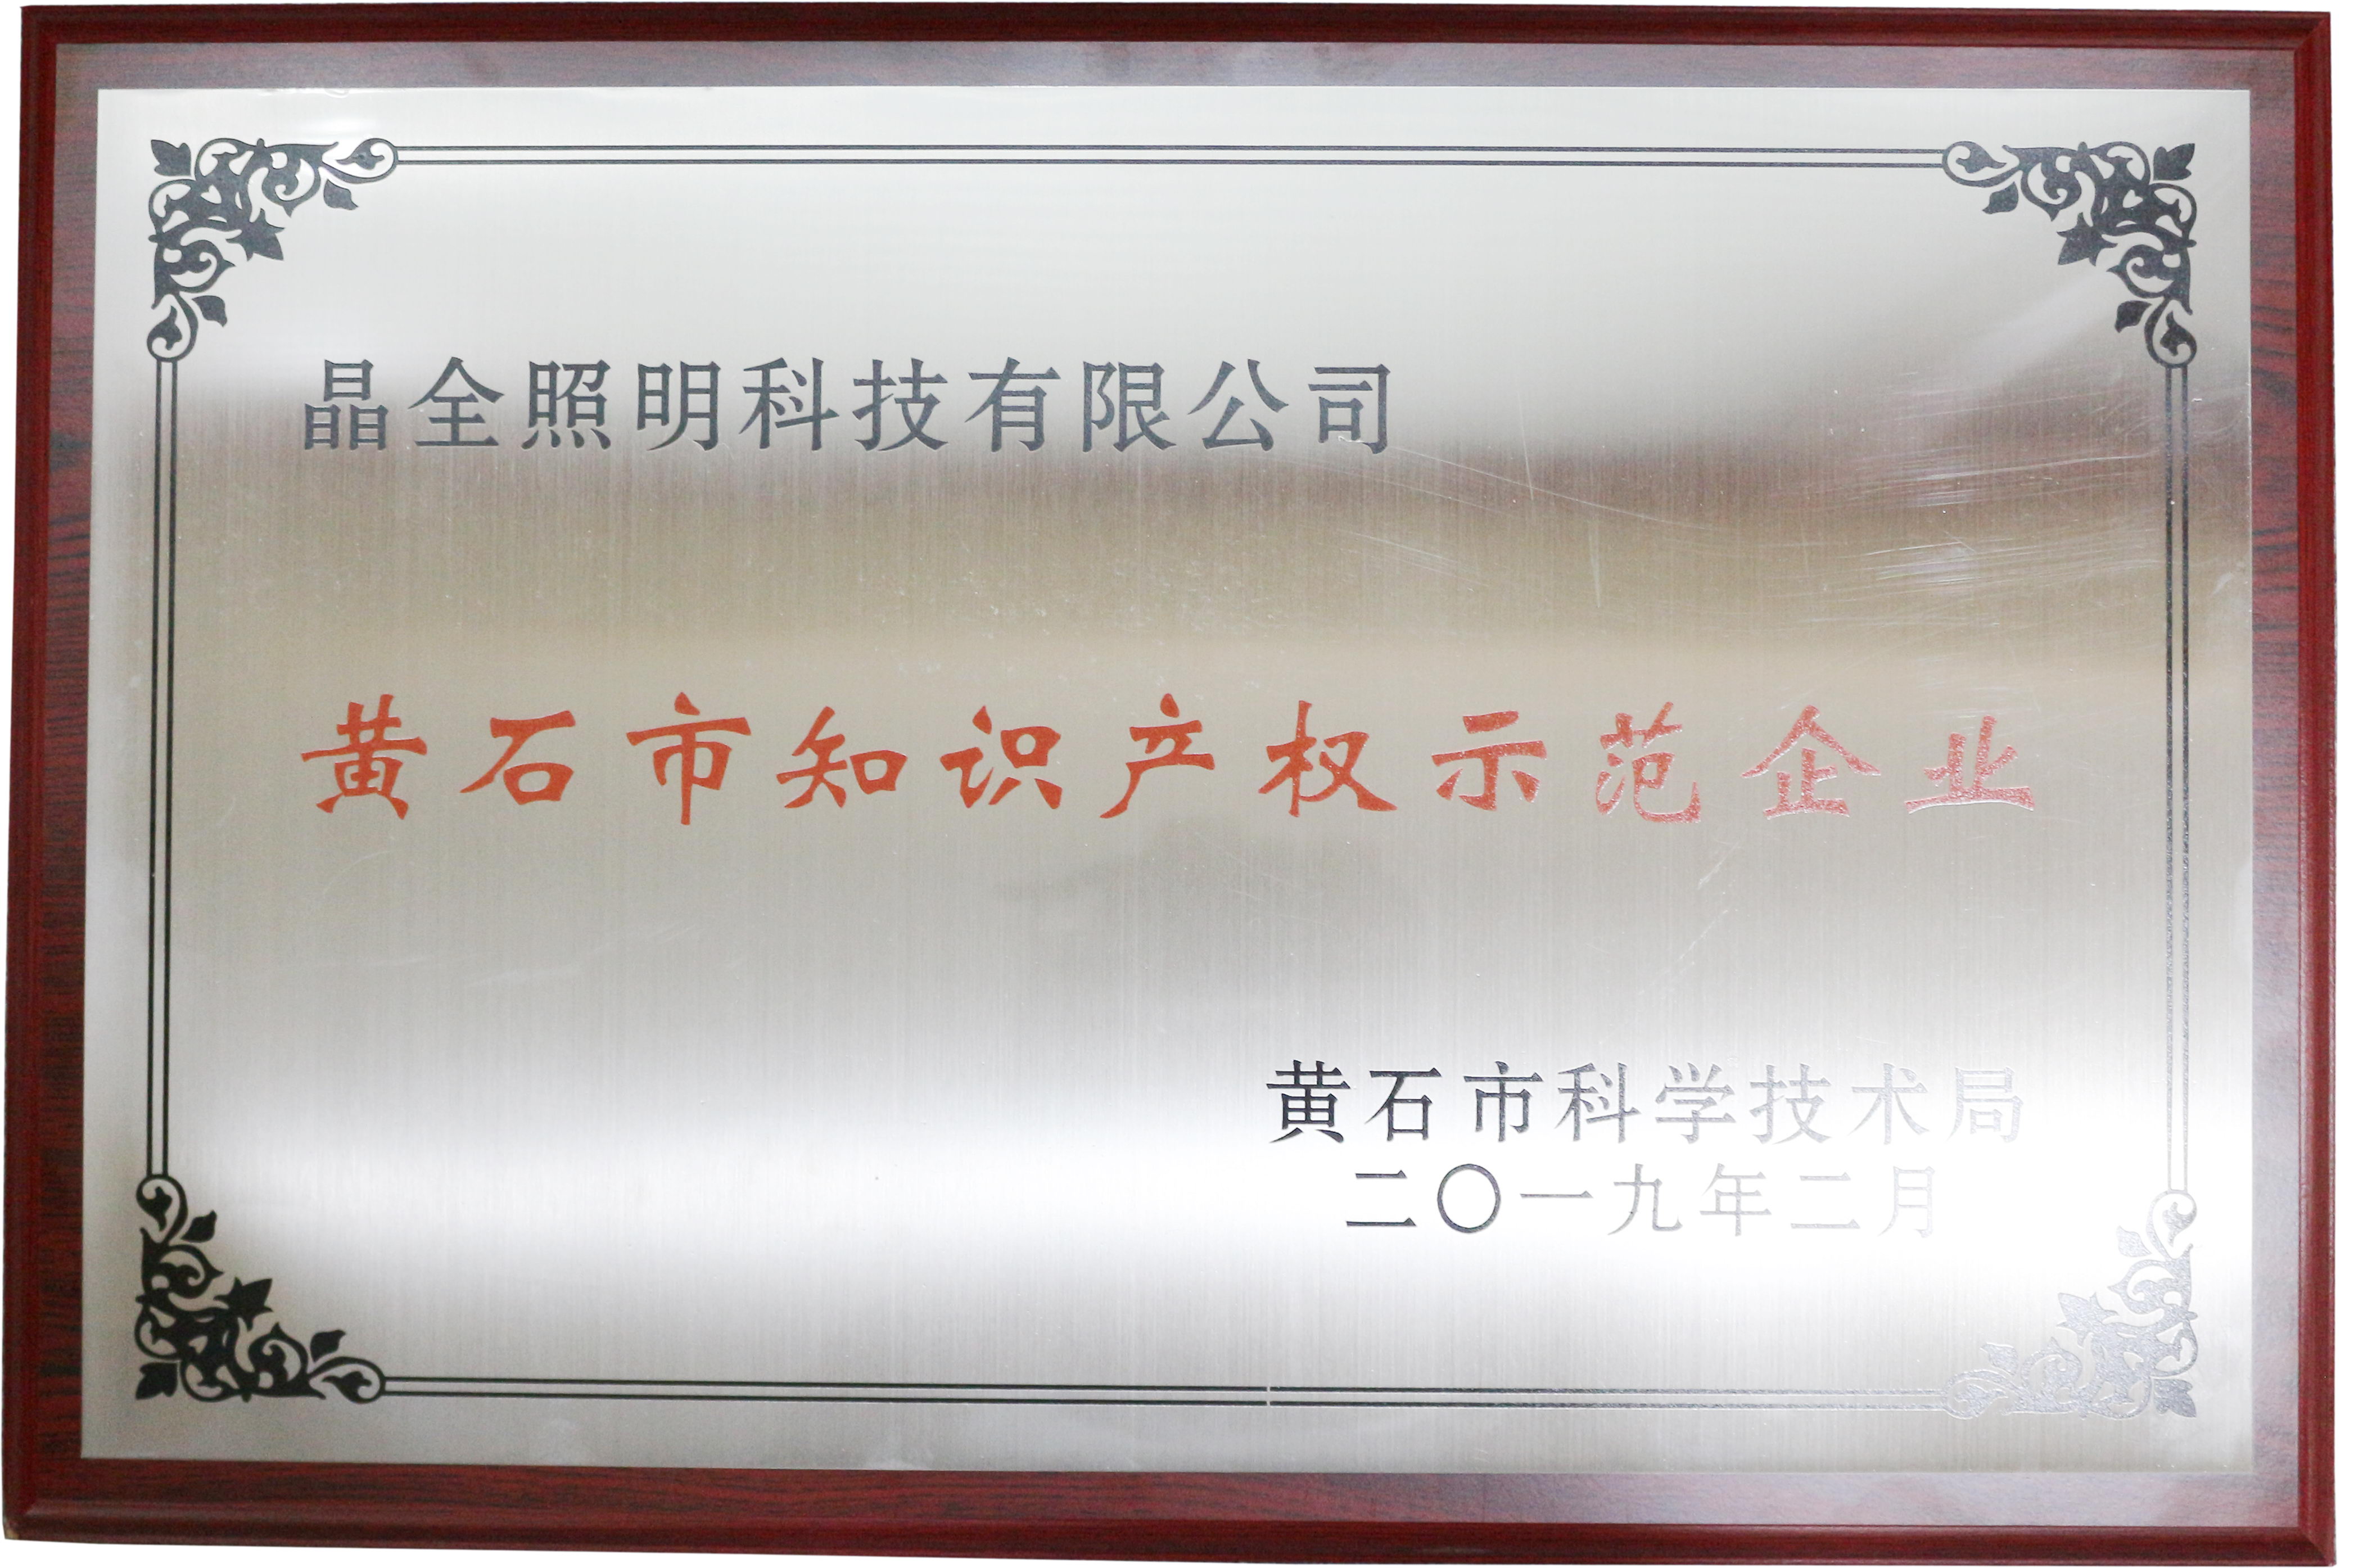 晶全照明科技有限公司
黄石市知识产权示范企业
黄石市科学技术局
二〇一九年二月